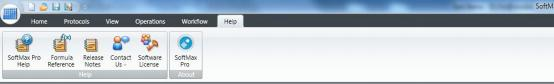 SoftMax
Home Protocols View Operations Workflow Help
SoftMax Pro Help
Formula Reference
Release Notes
Contact Us -
Software License
SoftMax Pro
Help
About